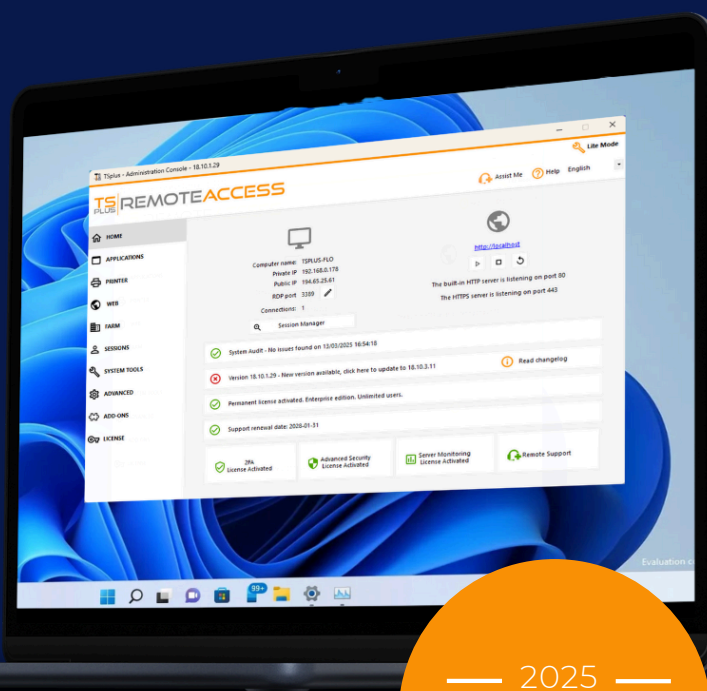 TSplus - Administration Console - 18.10.1.29
Lite Mode
TS PLUS REMOTE ACCESS
Assist Me
Help
English
HOME
APPLICATIONS
PRINTER
WEB
FARM
SESSIONS
SYSTEM TOOLS
ADVANCED
ADD-ONS
LICENSE
Computer name: TSPLUS-FLO
Private IP 192.168.0.178
Public IP 194.63.25.61
RDP port 3389
Connections: 1
Session Manager
http://localhost
The built-in HTTP server is listening on port 80
The HTTPS server is listening on port 443
System Audit - No issues found on 13/03/2025 16:54:18
Version 18.10.1.29 - New version available, click here to update to 18.10.3.11
Read changelog
Permanent license activated. Enterprise edition. Unlimited users.
Support renewal date: 2028-01-31
2FA
License Activated
Advanced Security
License Activated
Server Monitoring
License Activated
Remote Support
Evaluation
99+
2025